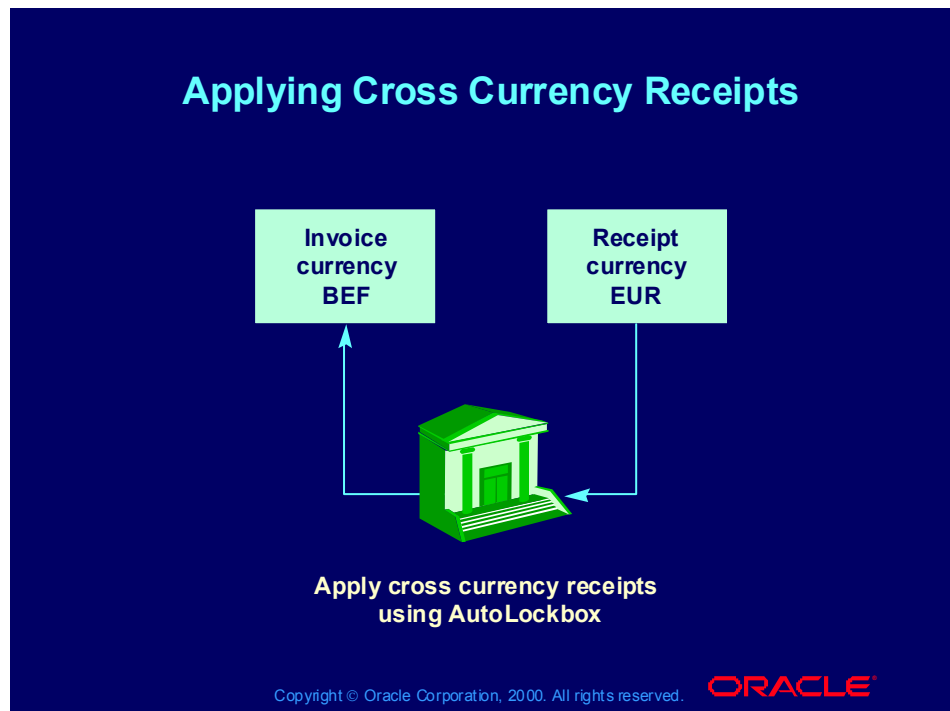 Applying Cross Currency Receipts
Invoice
currency
BEF
Receipt
currency
EUR
Apply cross currency receipts
using AutoLockbox
Copyright © Oracle Corporation, 2000. All rights reserved.
ORACLE®